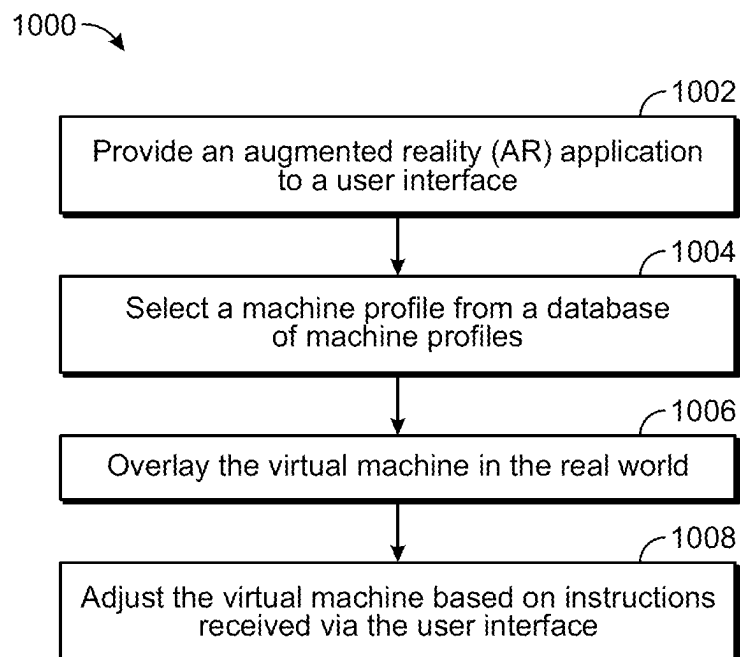 1000
1002
Provide an augmented reality (AR) application
to a user interface
1004
Select a machine profile from a database
of machine profiles
1006
Overlay the virtual machine in the real world
1008
Adjust the virtual machine based on instructions
received via the user interface